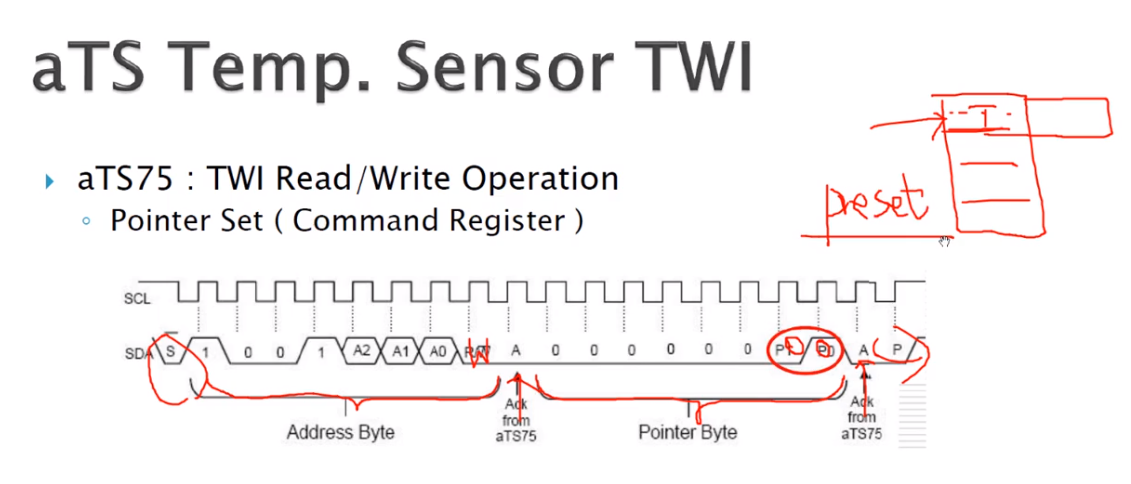 aTS Temp. Sensor TWI
aTS75 : TWI Read/Write Operation
Pointer Set ( Command Register )
T
preset
SCL
SDA S 1 0 0 1 A2 A1 A0 W A 0 0 0 0 0 0 P1 0 P0 0 A P
Address Byte
Ack
from
aTS75
Pointer Byte
Ack
from
aTS75